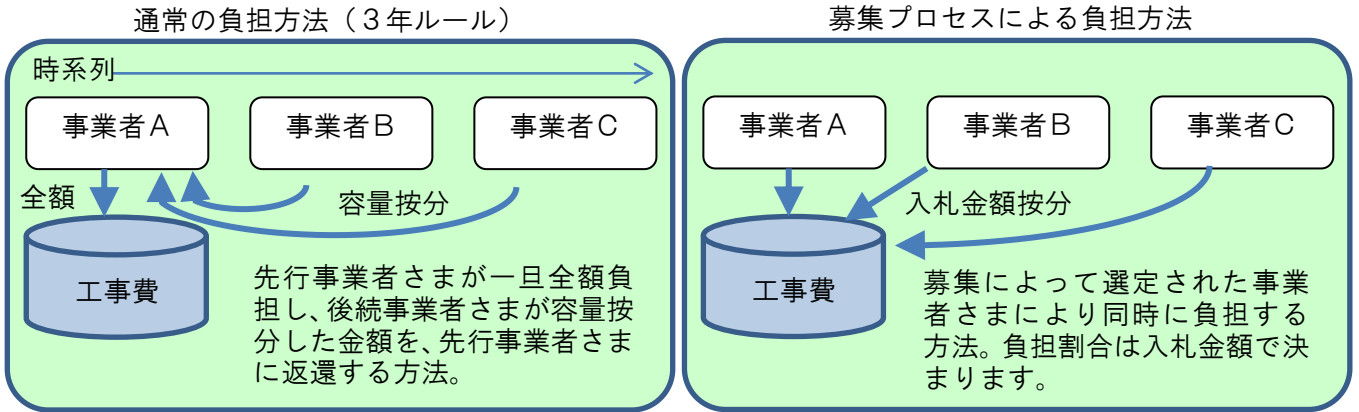 通常の負担方法（３年ルール）
時系列
事業者Ａ
事業者Ｂ
事業者Ｃ
全額
容量按分
工事費
先行事業者さまが一旦全額負
担し、後続事業者さまが容量按
分した金額を、先行事業者さま
に返還する方法。
募集プロセスによる負担方法
事業者Ａ
事業者Ｂ
事業者Ｃ
入札金額按分
工事費
募集によって選定された事業
者さまにより同時に負担する
方法。負担割合は入札金額で決
まります。